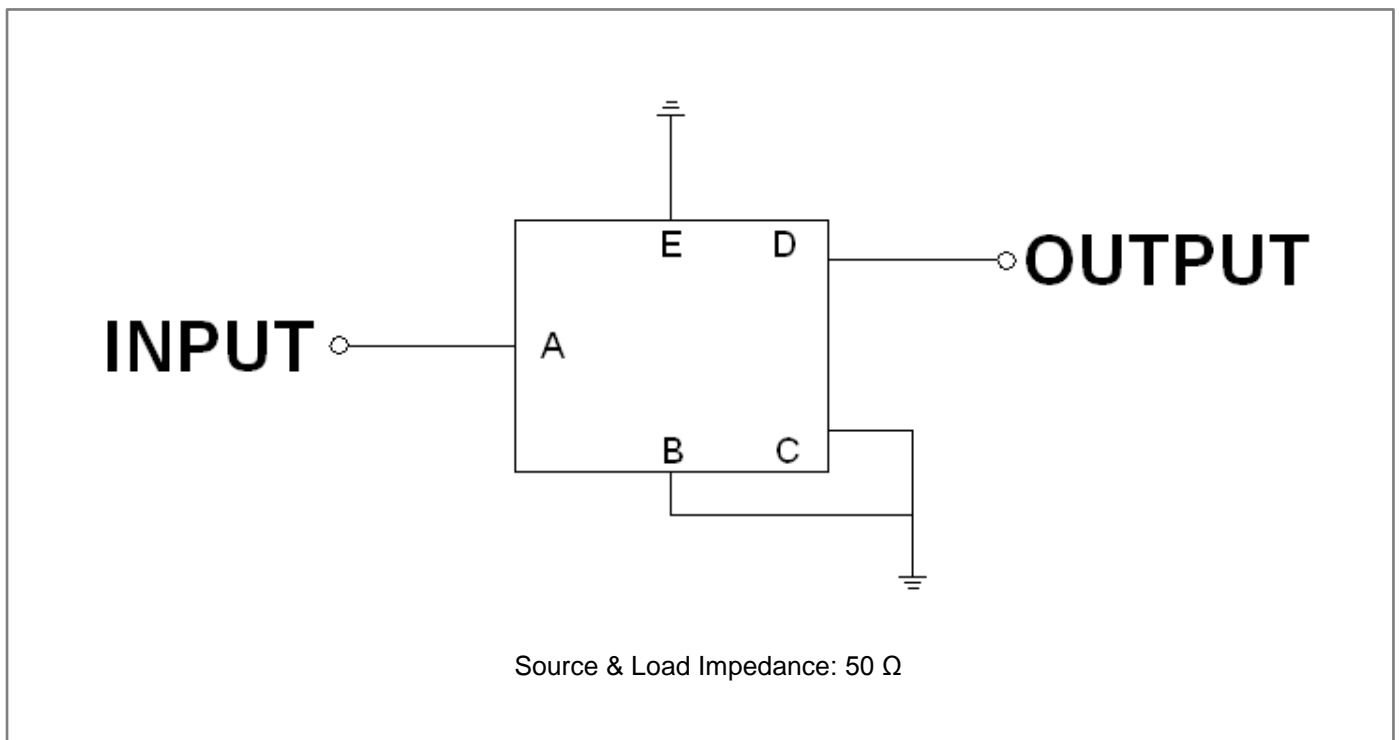 E D
OUTPUT
INPUT
A
B C
Source & Load Impedance: 50 Ω